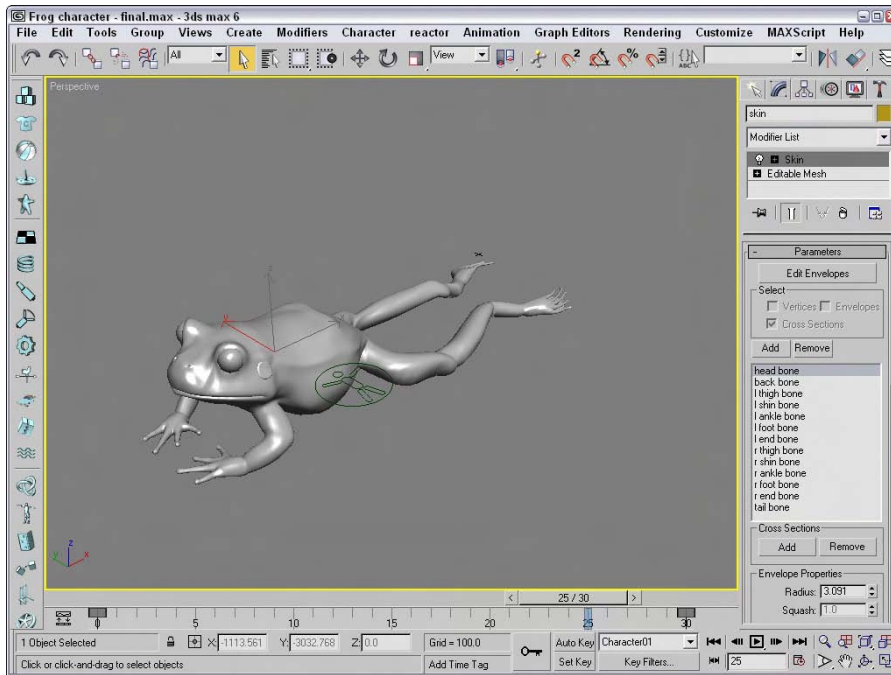 Frog character - final.max - 3ds max 6
File Edit Tools Group Views Create Modifiers Character reactor Animation Graph Editors Rendering Customize MAXScript Help
All
View
Perspective
skin
Modifier List
Skin
Editable Mesh
Parameters
Edit Envelopes
Select
Vertices Envelopes
Cross Sections
Add Remove
head bone
back bone
l thigh bone
l shin bone
l ankle bone
l foot bone
l end bone
r thigh bone
r shin bone
r ankle bone
r foot bone
r end bone
tail bone
Cross Sections
Add Remove
Envelope Properties
Radius: 3.091
Squash: 1.0
z
y x
< 25 / 30 >
0 5 10 15 20 25 30
1 Object Selected X: -1113.561 Y: -3032.768 Z: 0.0 Grid = 100.0 Auto Key Character01
Click or click-and-drag to select objects Add Time Tag Set Key Key Filters... 25